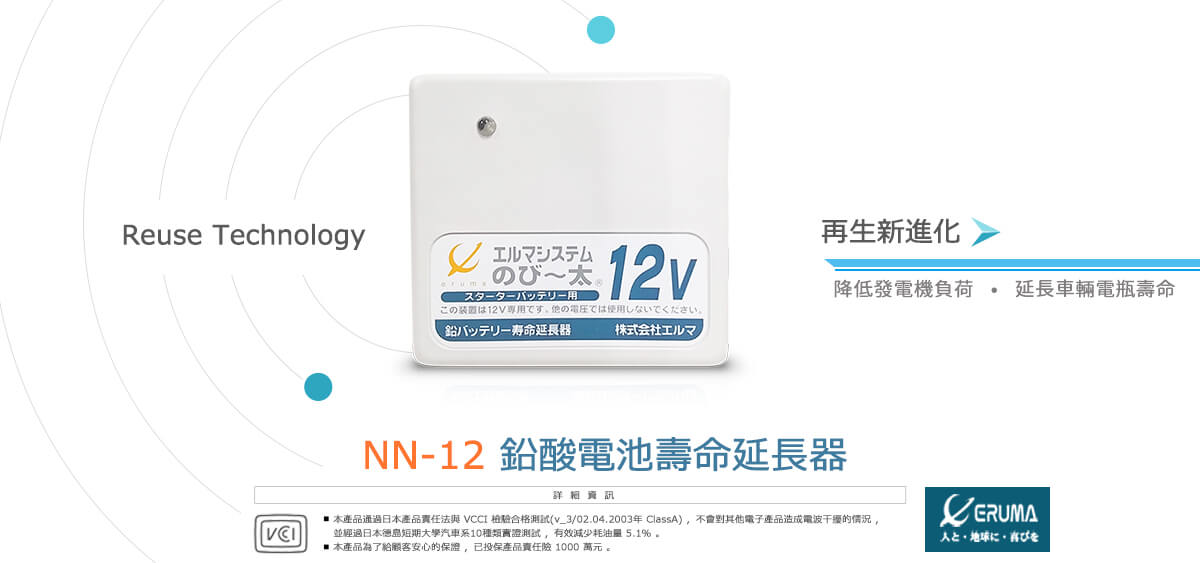 Reuse Technology
eruma
エルマシステム
のび〜太®
12V
スターターバッテリー用
この装置は12V専用です。他の電圧では使用しないでください。
鉛バッテリー寿命延長器
株式会社エルマ
再生新進化
降低發電機負荷 • 延長車輛電瓶壽命
NN-12 鉛酸電池壽命延長器
詳細資訊
VCCI
■ 本產品通過日本產品責任法與 VCCI 檢驗合格測試(v_3/02.04.2003年 ClassA) ，不會對其他電子產品造成電波干擾的情況，
並經過日本徳島短期大學汽車系10種類實證測試，有效減少耗油量 5.1% 。
■ 本產品為了給顧客安心的保證，已投保產品責任險 1000 萬元 。
ERUMA
人と・地球に・喜びを